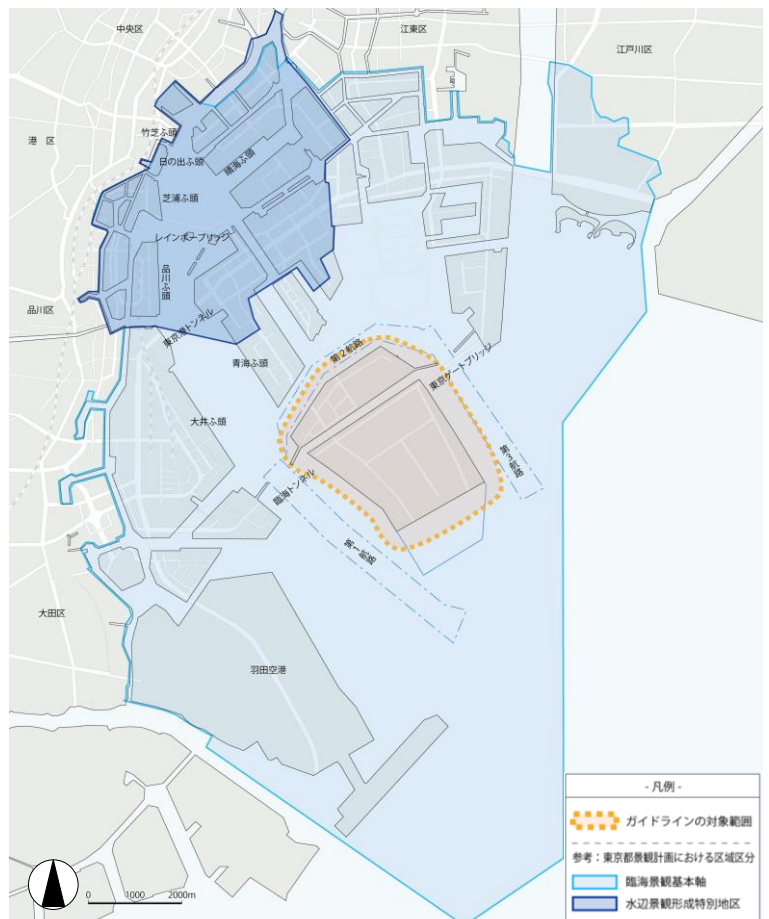 中央区
江東区
江戸川区
港 区
竹芝ふ頭
日の出ふ頭
晴海ふ頭
芝浦ふ頭
レインボーブリッジ
品川ふ頭
品川区
東京港トンネル
青海ふ頭
第2航路
東京ゲートブリッジ
大井ふ頭
第3航路
臨海トンネル
第1航路
大田区
羽田空港
- 凡例 -
ガイドラインの対象範囲
参考:東京都景観計画における区域区分
臨海景観基本軸
水辺景観形成特別地区
0 1000 2000m